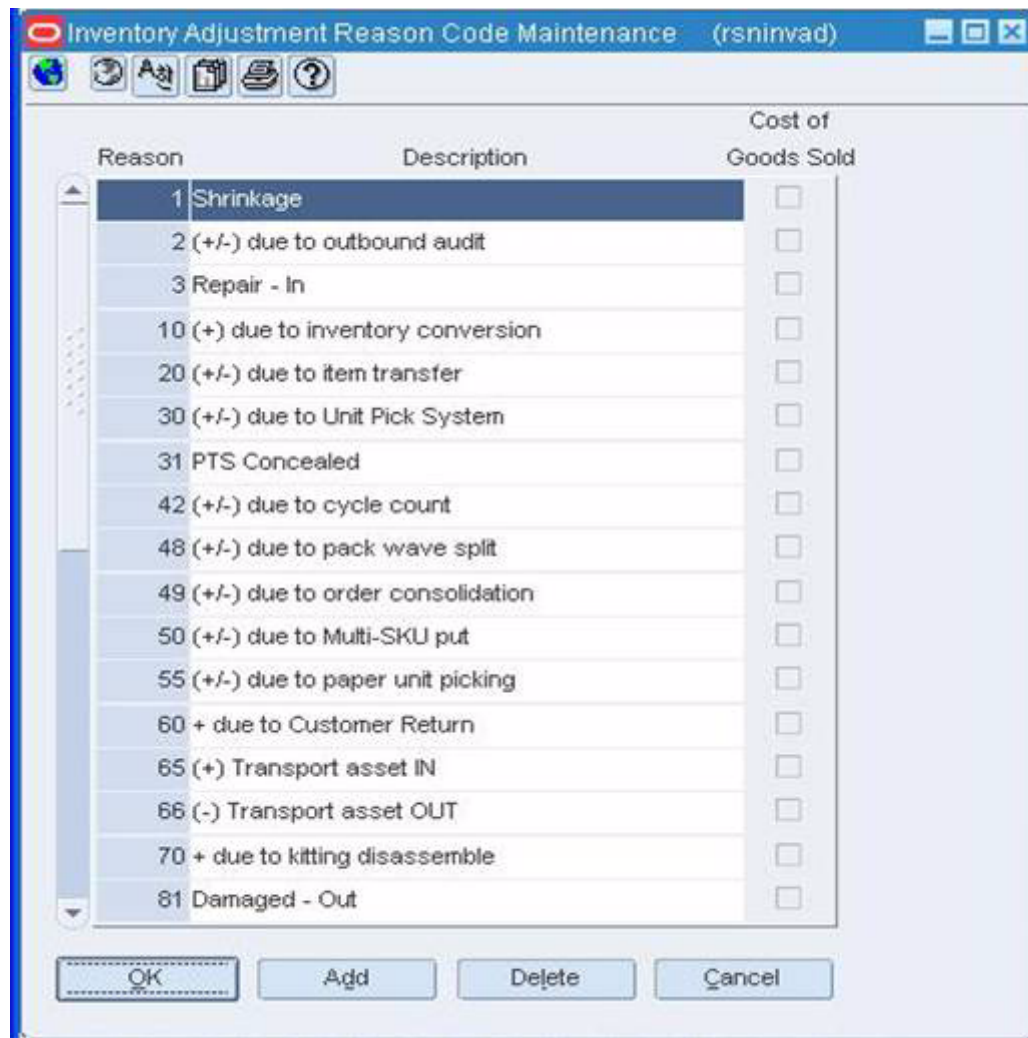 Inventory Adjustment Reason Code Maintenance (rsninvad)
Cost of
Reason Description Goods Sold
1 Shrinkage
2 (+/-) due to outbound audit
3 Repair - In
10 (+) due to inventory conversion
20 (+/-) due to item transfer
30 (+/-) due to Unit Pick System
31 PTS Concealed
42 (+/-) due to cycle count
48 (+/-) due to pack wave split
49 (+/-) due to order consolidation
50 (+/-) due to Multi-SKU put
55 (+/-) due to paper unit picking
60 + due to Customer Return
65 (+) Transport asset IN
66 (-) Transport asset OUT
70 + due to kitting disassemble
81 Damaged - Out
OK Add Delete Cancel